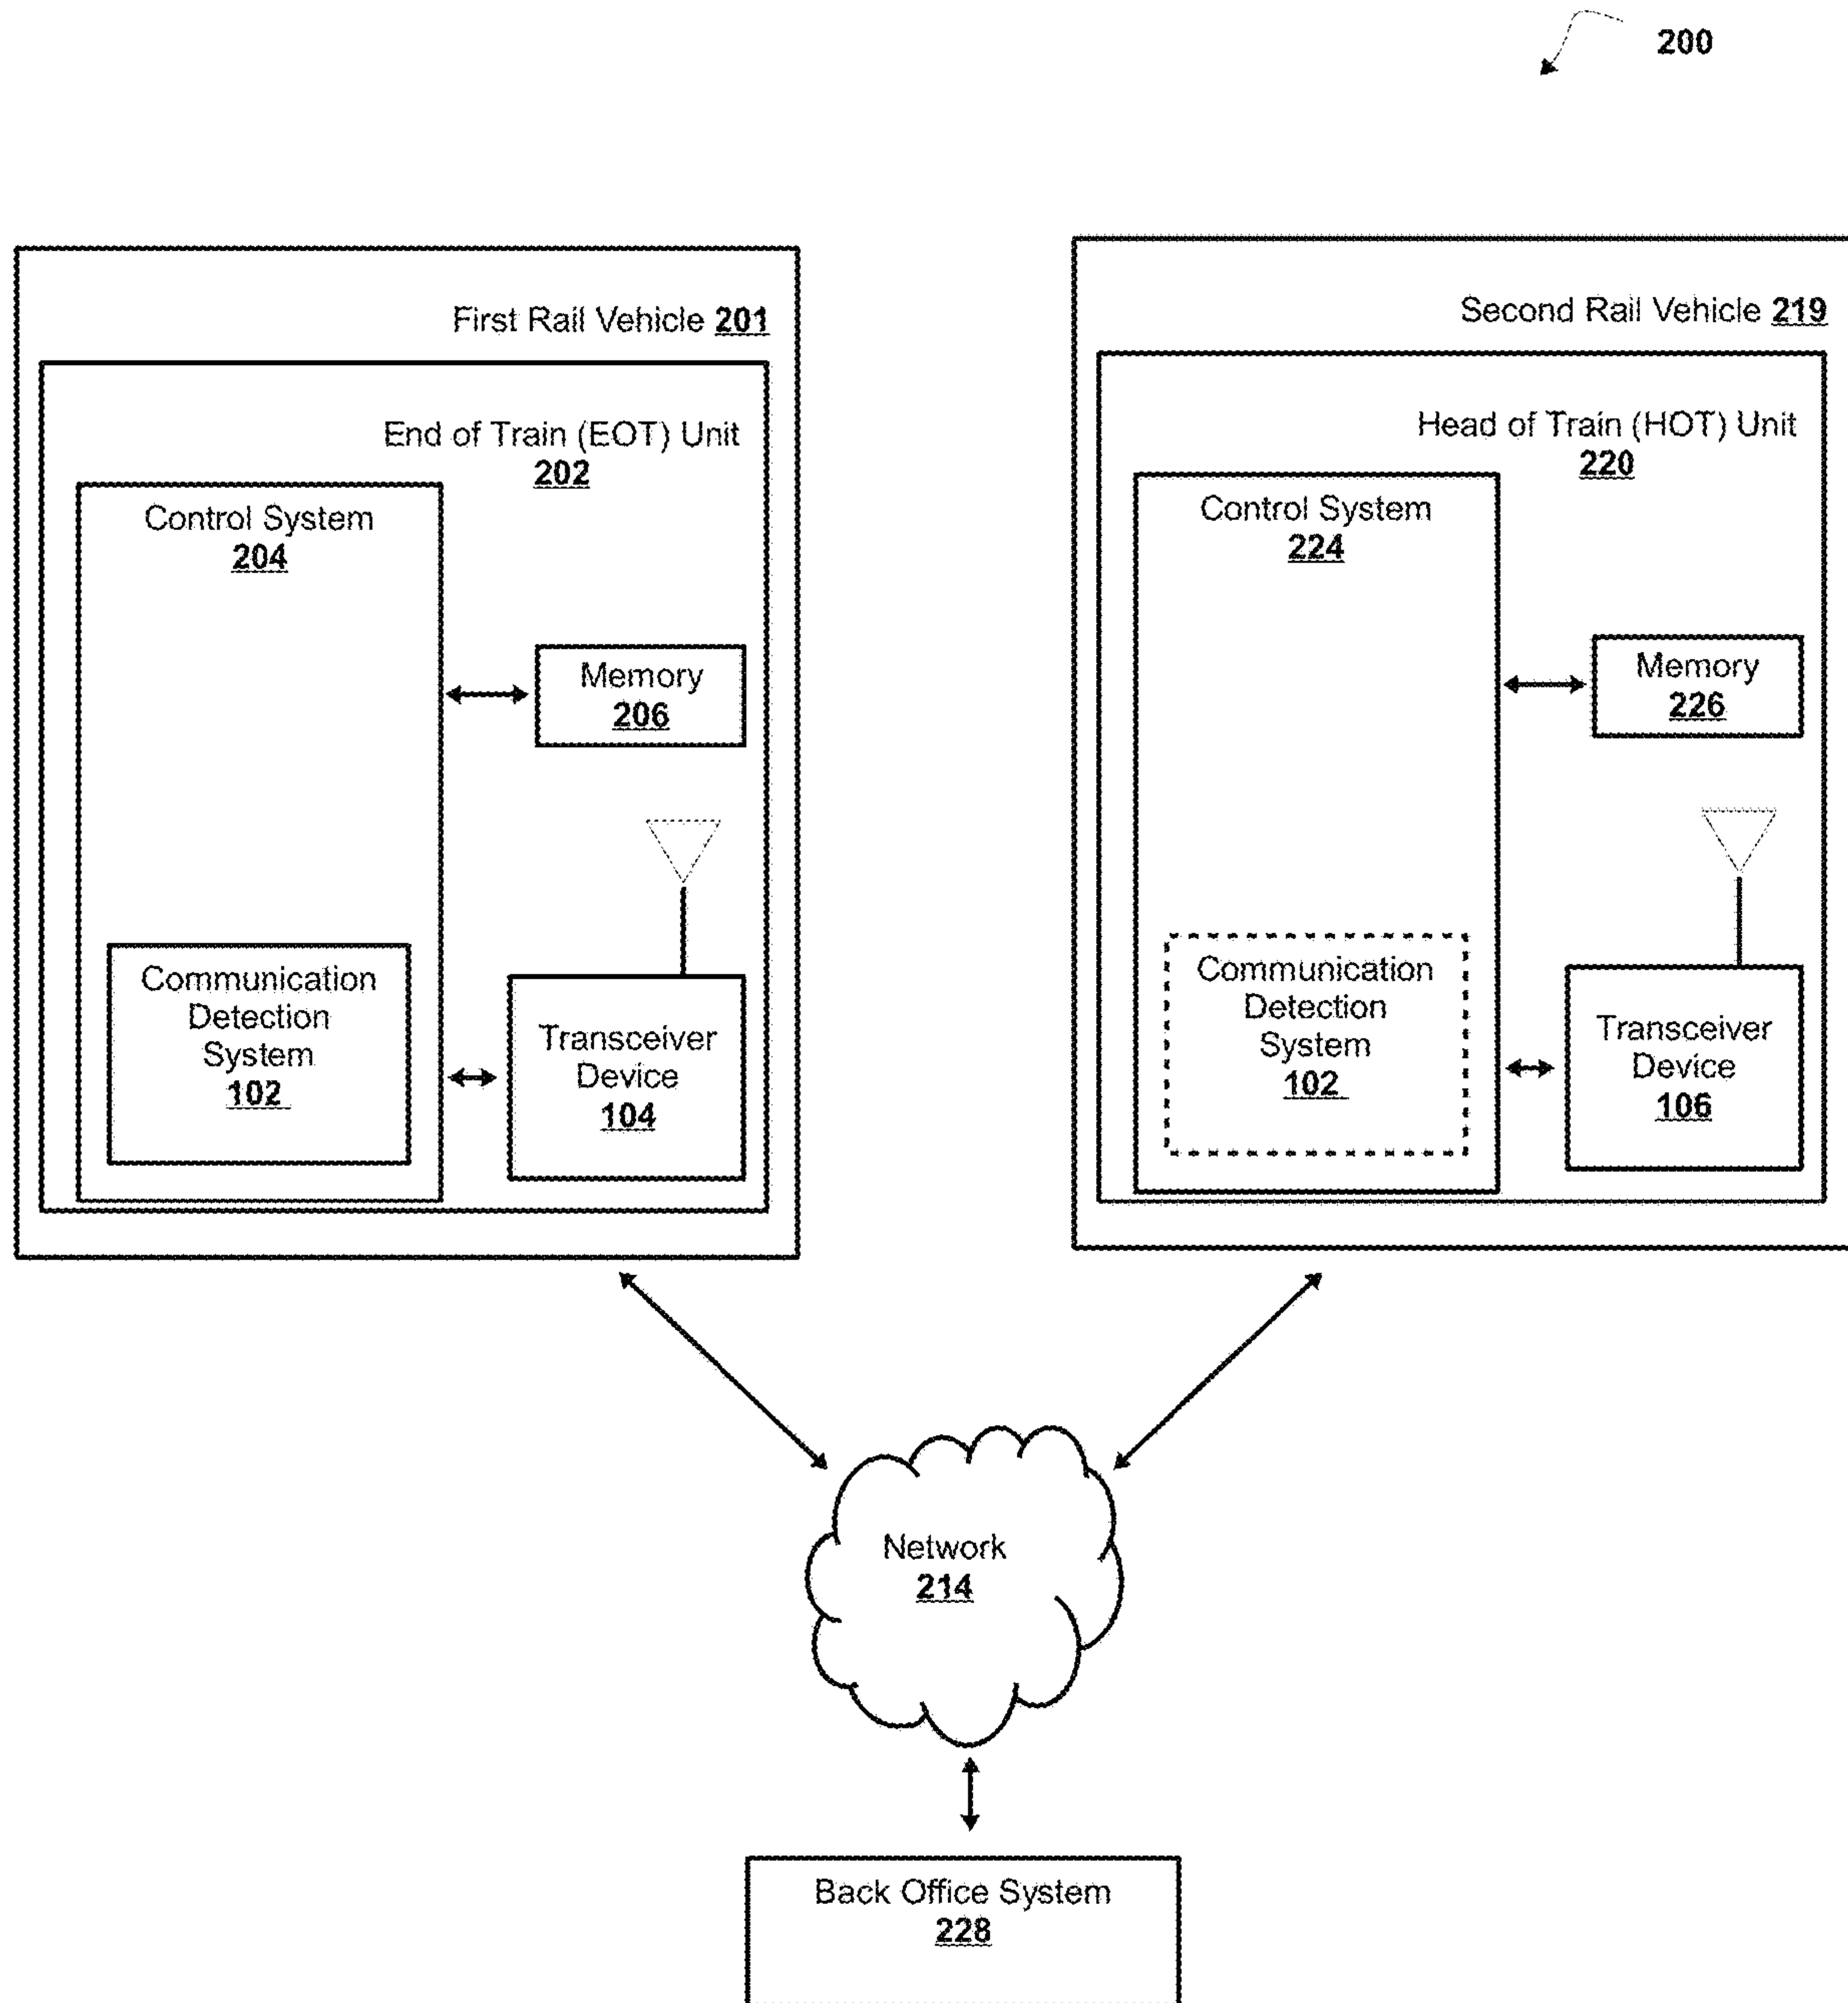 200
First Rail Vehicle 201
End of Train (EOT) Unit
202
Control System
204
Memory
206
Communication
Detection
System
102
Transceiver
Device
104
Second Rail Vehicle 219
Head of Train (HOT) Unit
220
Control System
224
Memory
226
Communication
Detection
System
102
Transceiver
Device
106
Network
214
Back Office System
228